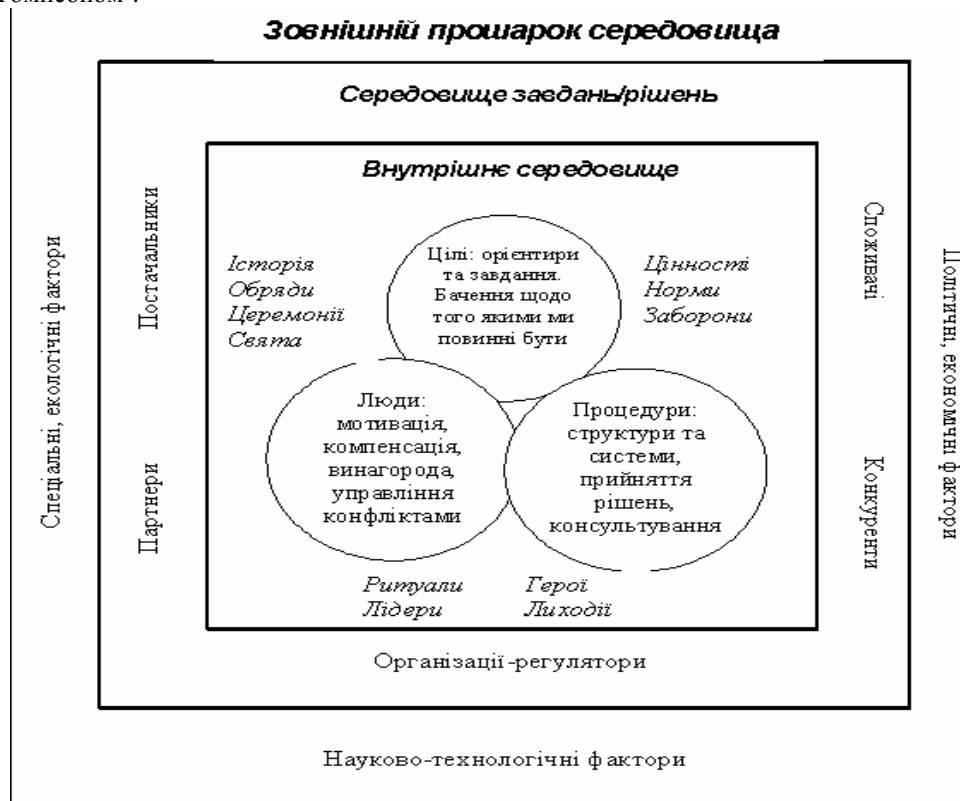 Зовнішній прошарок середовища
Середовище завдань/рішень
Внутрішнє середовище
Спеціальні, екологічні фактори
Постачальники
Партнери
Історія
Обряди
Церемонії
Свята
Цілі: орієнтири
та завдання.
Бачення щодо
того якими ми
повинні бути
Цінності
Норми
Заборони
Люди:
мотивація,
компенсація,
винагорода,
управління
конфліктами
Процедури:
структури та
системи,
прийняття
рішень,
консультування
Ритуали
Лідери
Герої
Лиходії
Споживачі
Конкуренти
Політичні, економічні фактори
Організації-регулятори
Науково-технологічні фактори